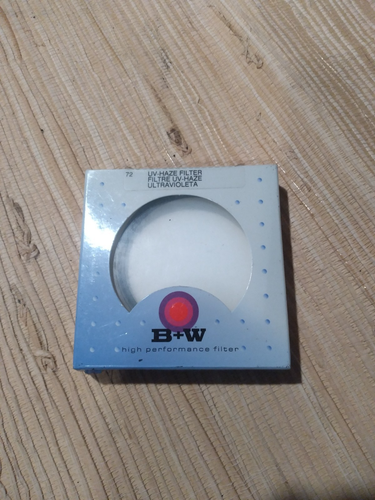 72 UV-HAZE FILTER
FILTRE UV-HAZE
ULTRAVIOLETA
B+W
high performance filter